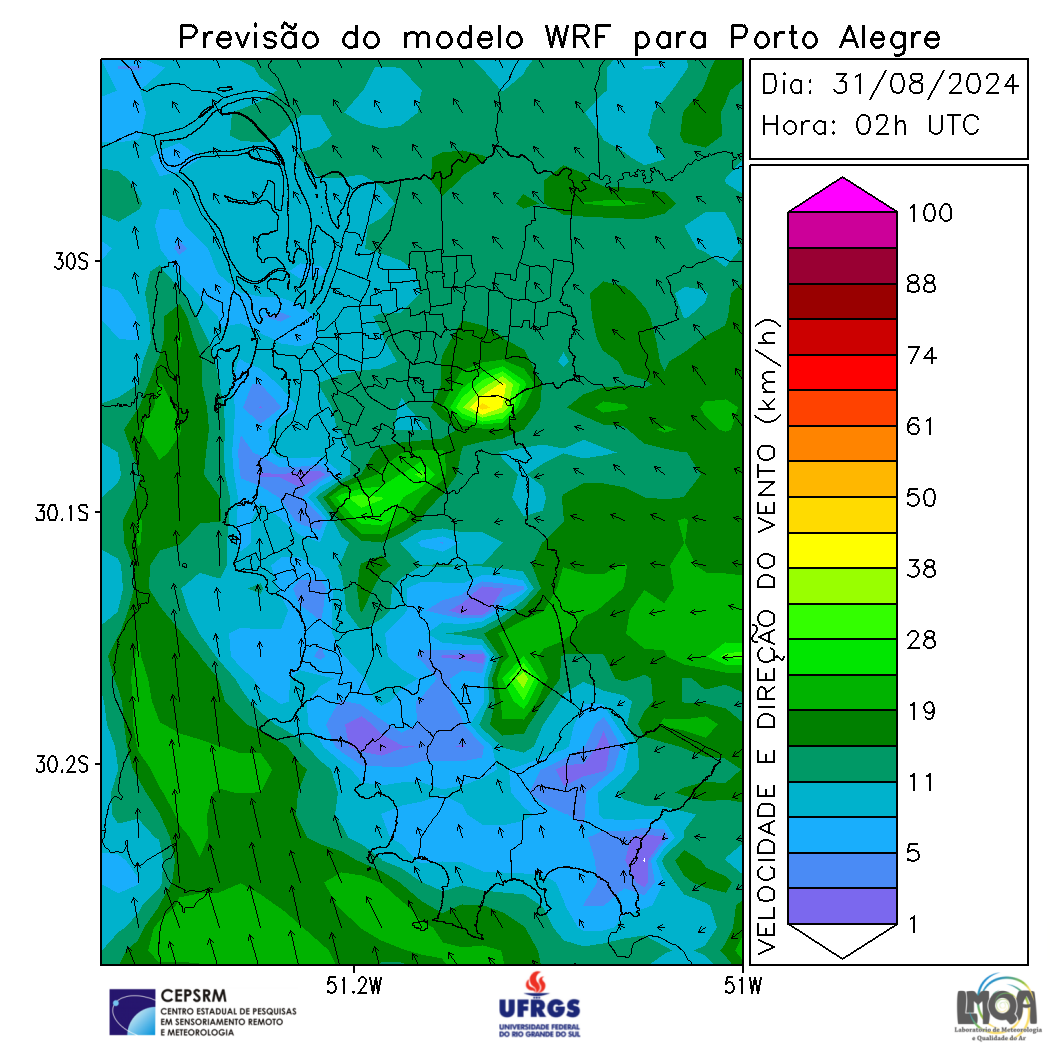 Previsão do modelo WRF para Porto Alegre
Dia: 31/08/2024
Hora: 02h UTC
30S
30.1S
30.2S
51.2W
51W
VELOCIDADE E DIREÇÃO DO VENTO (km/h)
100
88
74
61
50
38
28
19
11
5
1
CEPSRM
CENTRO ESTADUAL DE PESQUISAS
EM SENSORIAMENTO REMOTO
E METEOROLOGIA
UFRGS
UNIVERSIDADE FEDERAL
DO RIO GRANDE DO SUL
LMQA
Laboratório de Meteorologia
e Qualidade do Ar